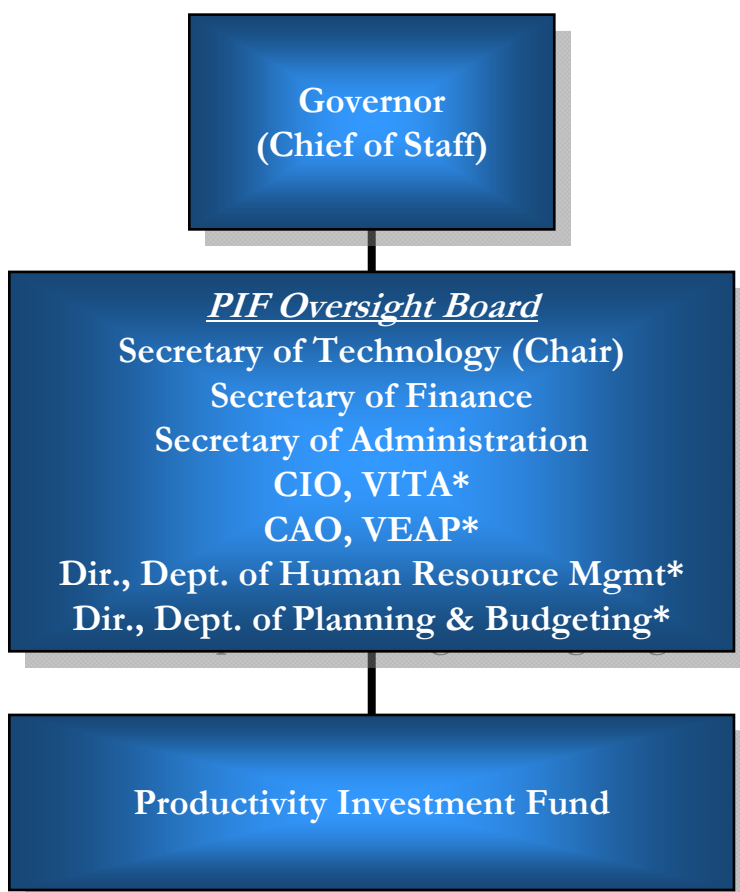 Governor
(Chief of Staff)
PIF Oversight Board
Secretary of Technology (Chair)
Secretary of Finance
Secretary of Administration
CIO, VITA*
CAO, VEAP*
Dir., Dept. of Human Resource Mgmt*
Dir., Dept. of Planning & Budgeting*
Productivity Investment Fund